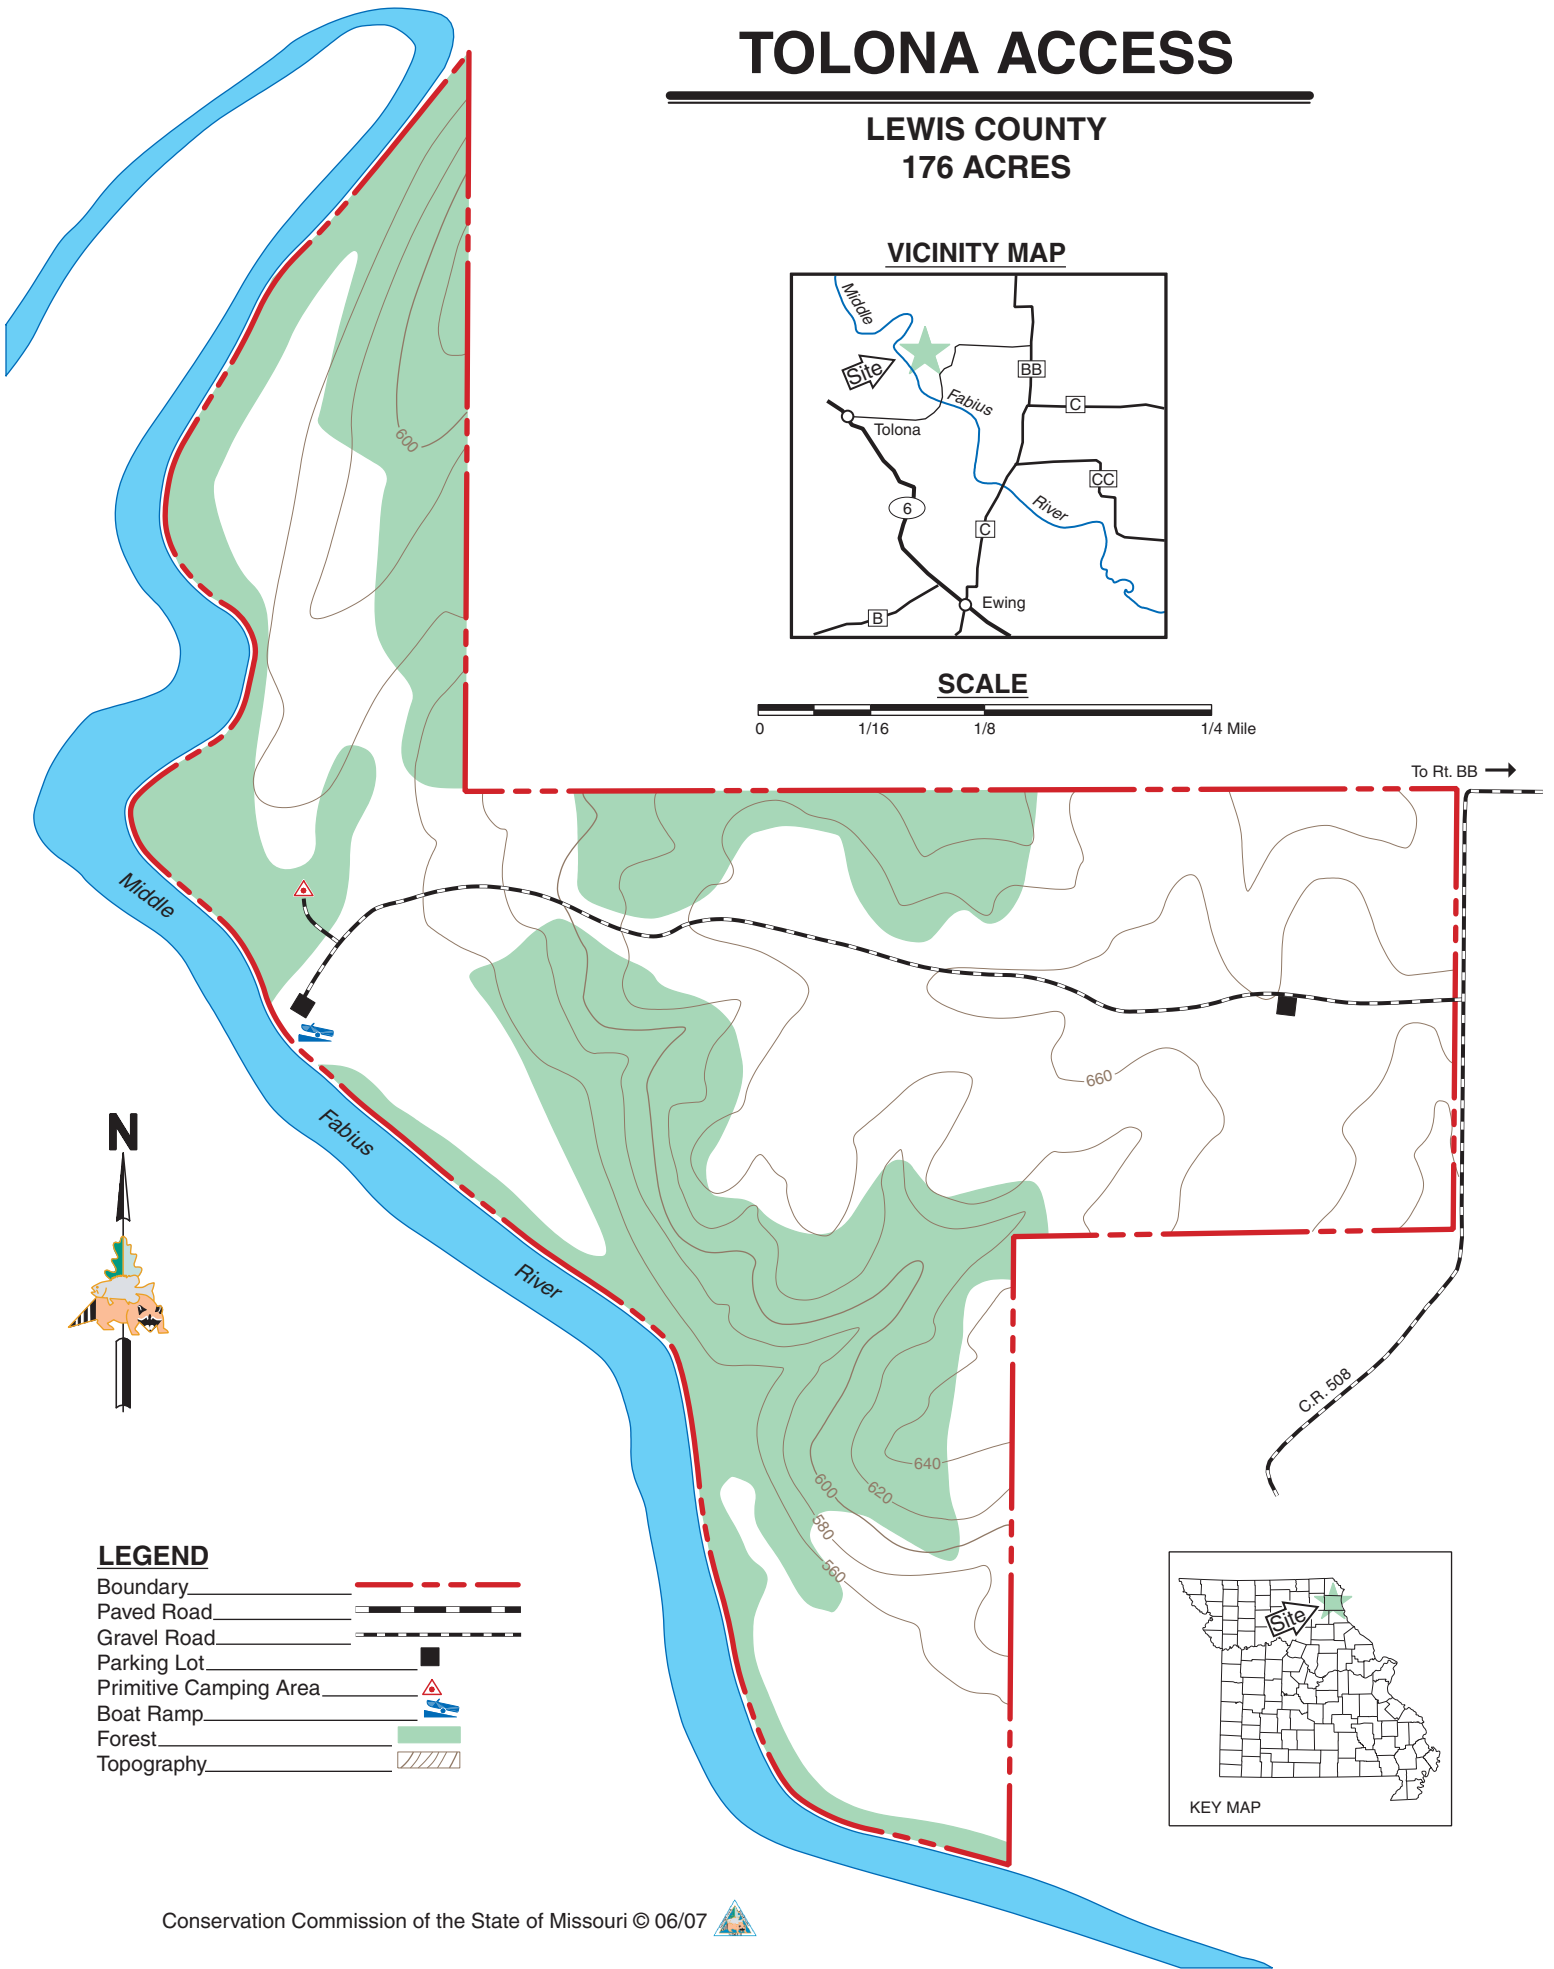 TOLONA ACCESS
LEWIS COUNTY
176 ACRES
VICINITY MAP
Middle
Site
BB
C
Fabius
Tolona
CC
6
River
C
Ewing
B
SCALE
0 1/16 1/8 1/4 Mile
To Rt. BB
600
Middle
660
Fabius
N
River
C.R. 508
640
620
600
580
560
LEGEND
Boundary
Paved Road
Gravel Road
Parking Lot
Primitive Camping Area
Boat Ramp
Forest
Topography
Site
KEY MAP
Conservation Commission of the State of Missouri © 06/07